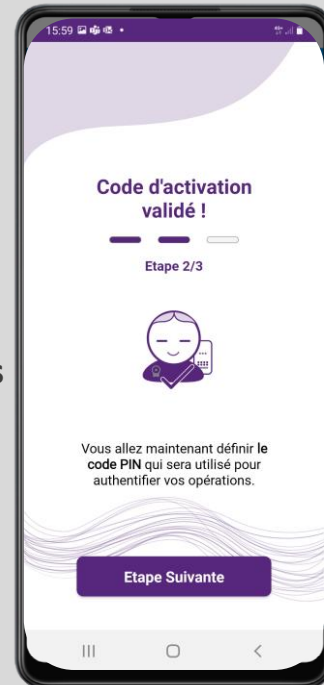 15:59
Code d'activation
validé !
Etape 2/3
s
Vous allez maintenant définir le
code PIN qui sera utilisé pour
authentifier vos opérations.
Etape Suivante